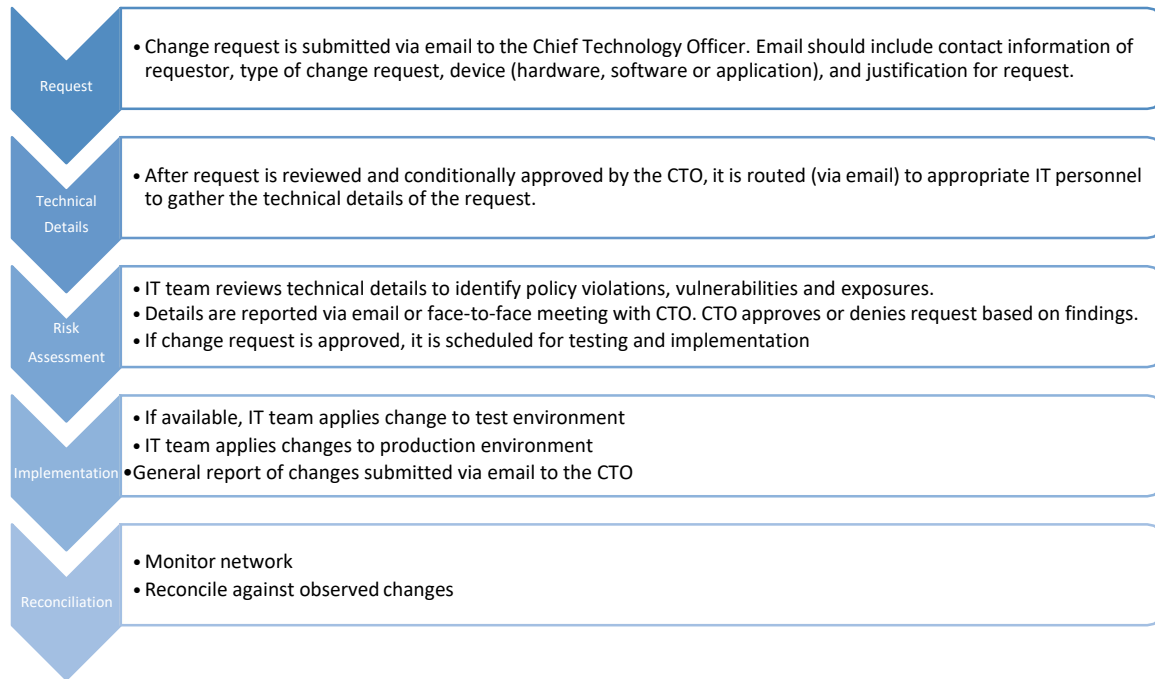 Request
• Change request is submitted via email to the Chief Technology Officer. Email should include contact information of
requestor, type of change request, device (hardware, software or application), and justification for request.
Technical
Details
• After request is reviewed and conditionally approved by the CTO, it is routed (via email) to appropriate IT personnel
to gather the technical details of the request.
Risk
Assessment
• IT team reviews technical details to identify policy violations, vulnerabilities and exposures.
• Details are reported via email or face-to-face meeting with CTO. CTO approves or denies request based on findings.
• If change request is approved, it is scheduled for testing and implementation
Implementation
• If available, IT team applies change to test environment
• IT team applies changes to production environment
•General report of changes submitted via email to the CTO
Reconciliation
• Monitor network
• Reconcile against observed changes